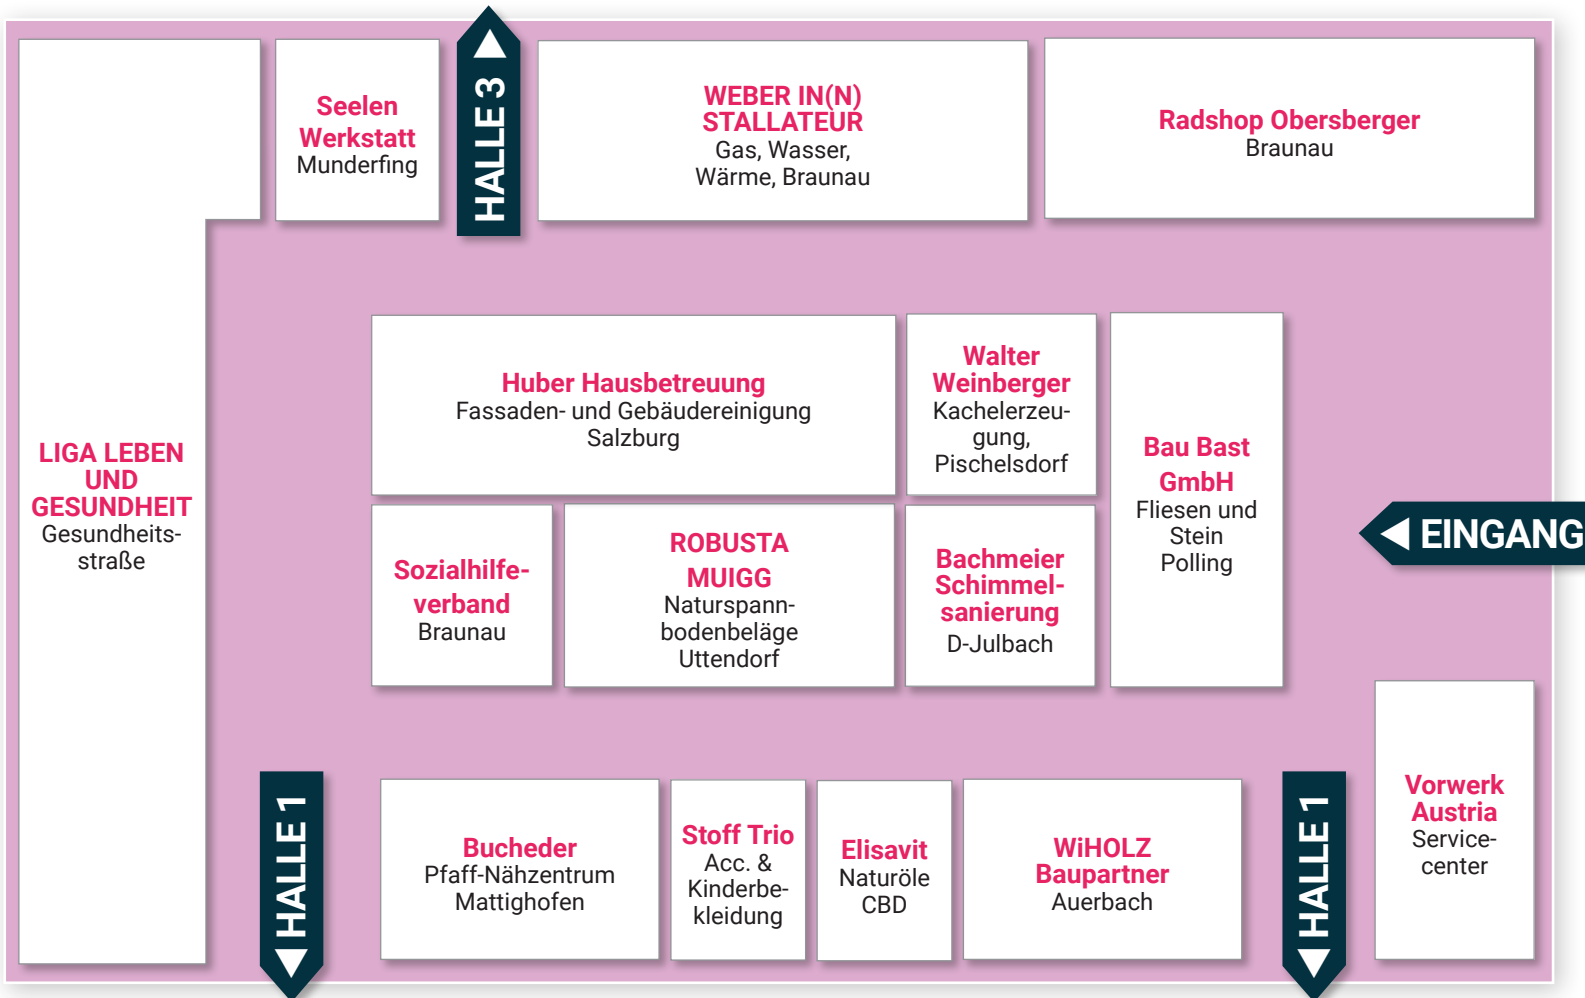 Seelen
Werkstatt
Munderfing
HALLE 3
WEBER IN(N)
STALLATEUR
Gas, Wasser,
Wärme, Braunau
Radshop Obersberger
Braunau
LIGA LEBEN
UND
GESUNDHEIT
Gesundheits-
straße
Huber Hausbetreuung
Fassaden- und Gebäudereinigung
Salzburg
Walter
Weinberger
Kachelerzeu-
gung,
Pischelsdorf
Bau Bast
GmbH
Fliesen und
Stein
Polling
EINGANG
Sozialhilfe-
verband
Braunau
ROBUSTA
MUIGG
Naturspann-
bodenbeläge
Uttendorf
Bachmeier
Schimmel-
sanierung
D-Julbach
HALLE 1
Bucheder
Pfaff-Nähzentrum
Mattighofen
Stoff Trio
Acc. &
Kinderbe-
kleidung
Elisavit
Naturöle
CBD
WiHOLZ
Baupartner
Auerbach
HALLE 1
Vorwerk
Austria
Service-
center